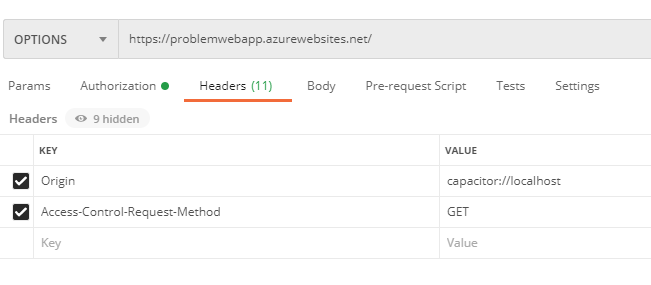 OPTIONS https://problemwebapp.azurewebsites.net/
Params Authorization Headers (11) Body Pre-request Script Tests Settings
Headers 9 hidden
KEY VALUE
Origin capacitor://localhost
Access-Control-Request-Method GET
Key Value